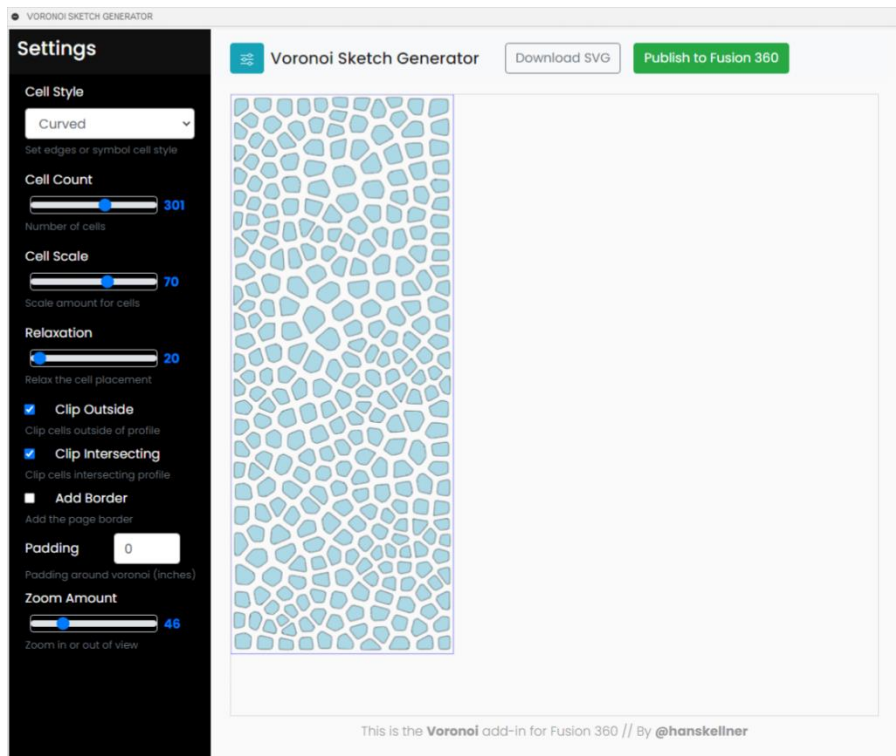 VORONOI SKETCH GENERATOR
Settings
Voronoi Sketch Generator
Download SVG
Publish to Fusion 360
Cell Style
Curved
Set edges or symbol cell style
Cell Count
301
Number of cells
Cell Scale
70
Scale amount for cells
Relaxation
20
Relax the cell placement
Clip Outside
Clip cells outside of profile
Clip Intersecting
Clip cells intersecting profile
Add Border
Add the page border
Padding
0
Padding around voronoi (inches)
Zoom Amount
46
Zoom in or out of view
This is the Voronoi add-in for Fusion 360 // By @hanskellner